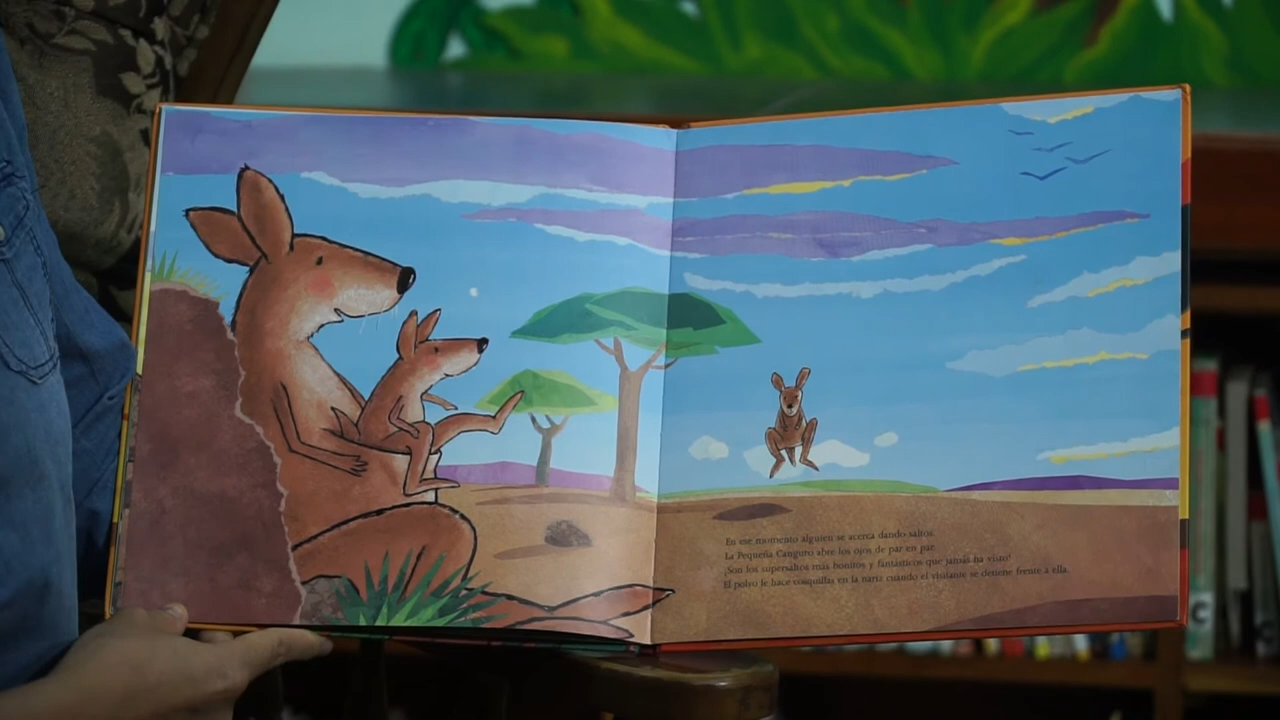 En ese momento alguien se acerca dando saltos.
La Pequeña Canguro abre los ojos de par en par.
¡Son los supersaltos más bonitos y fantásticos que jamás ha visto!
El polvo le hace cosquillas en la nariz cuando el visitante se detiene frente a ella.
C